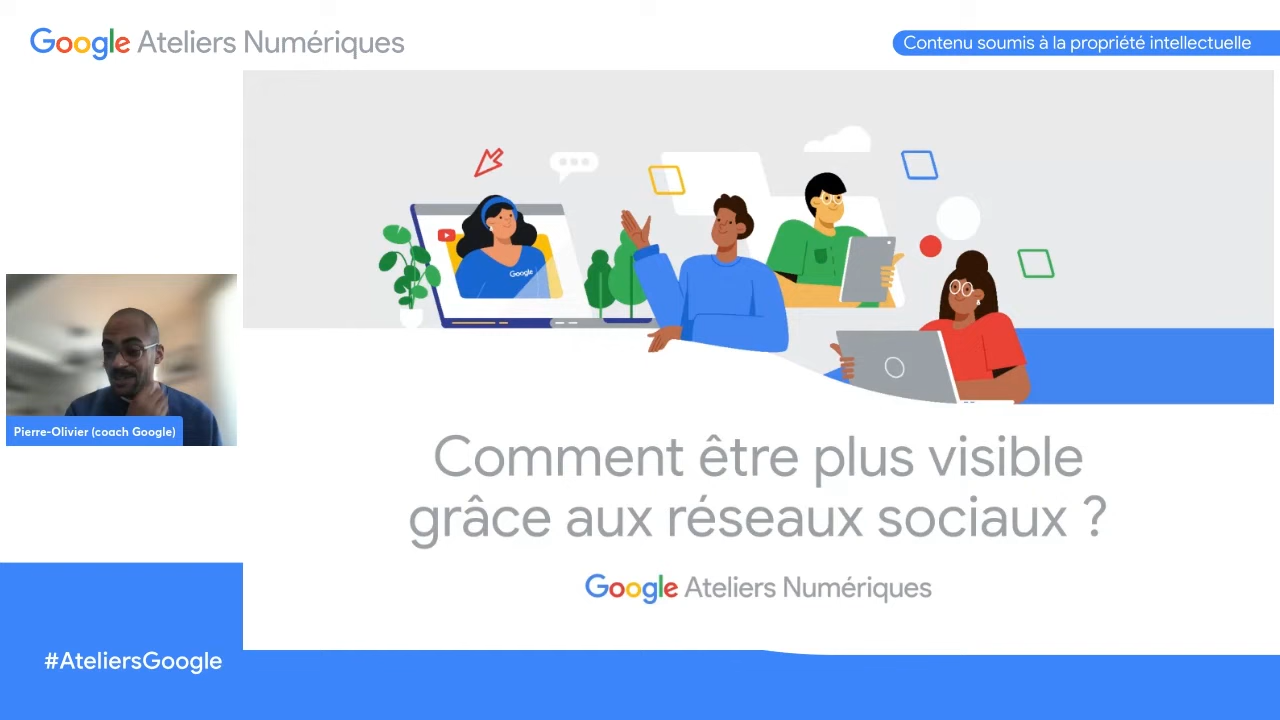 Google Ateliers Numériques
Contenu soumis à la propriété intellectuelle
Google
Pierre-Olivier (coach Google)
Comment être plus visible
grâce aux réseaux sociaux ?
Google Ateliers Numériques
#AteliersGoogle